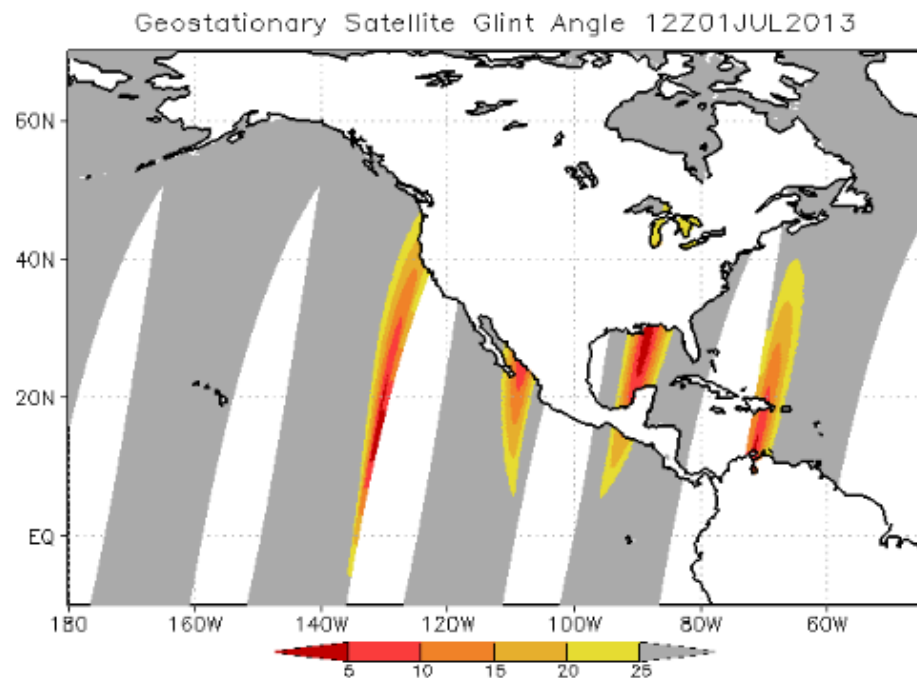 Geostationary Satellite Glint Angle 12Z01JUL2013
60N
40N
20N
EQ
180 160W 140W 120W 100W 80W 60W
5 10 15 20 25